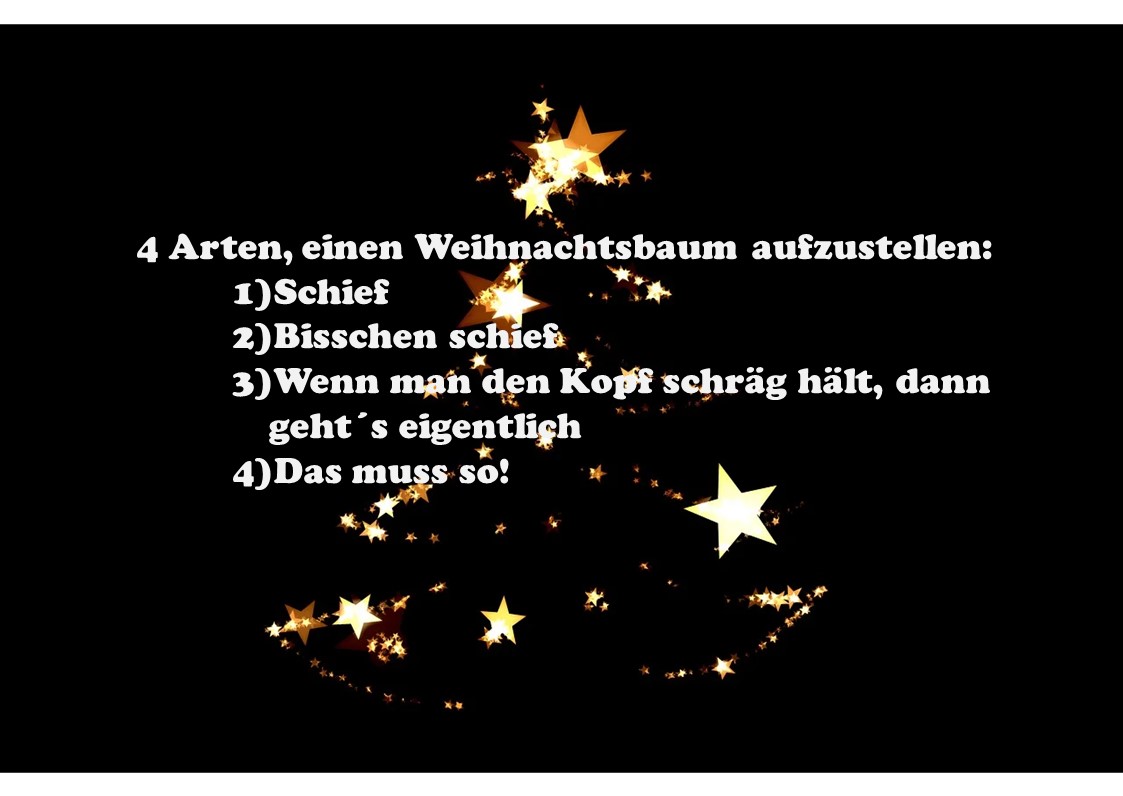 4 Arten, einen Weihnachtsbaum aufzustellen:
1)Schief
2)Bisschen schief
3)Wenn man den Kopf schräg hält, dann
geht´s eigentlich
4)Das muss so!